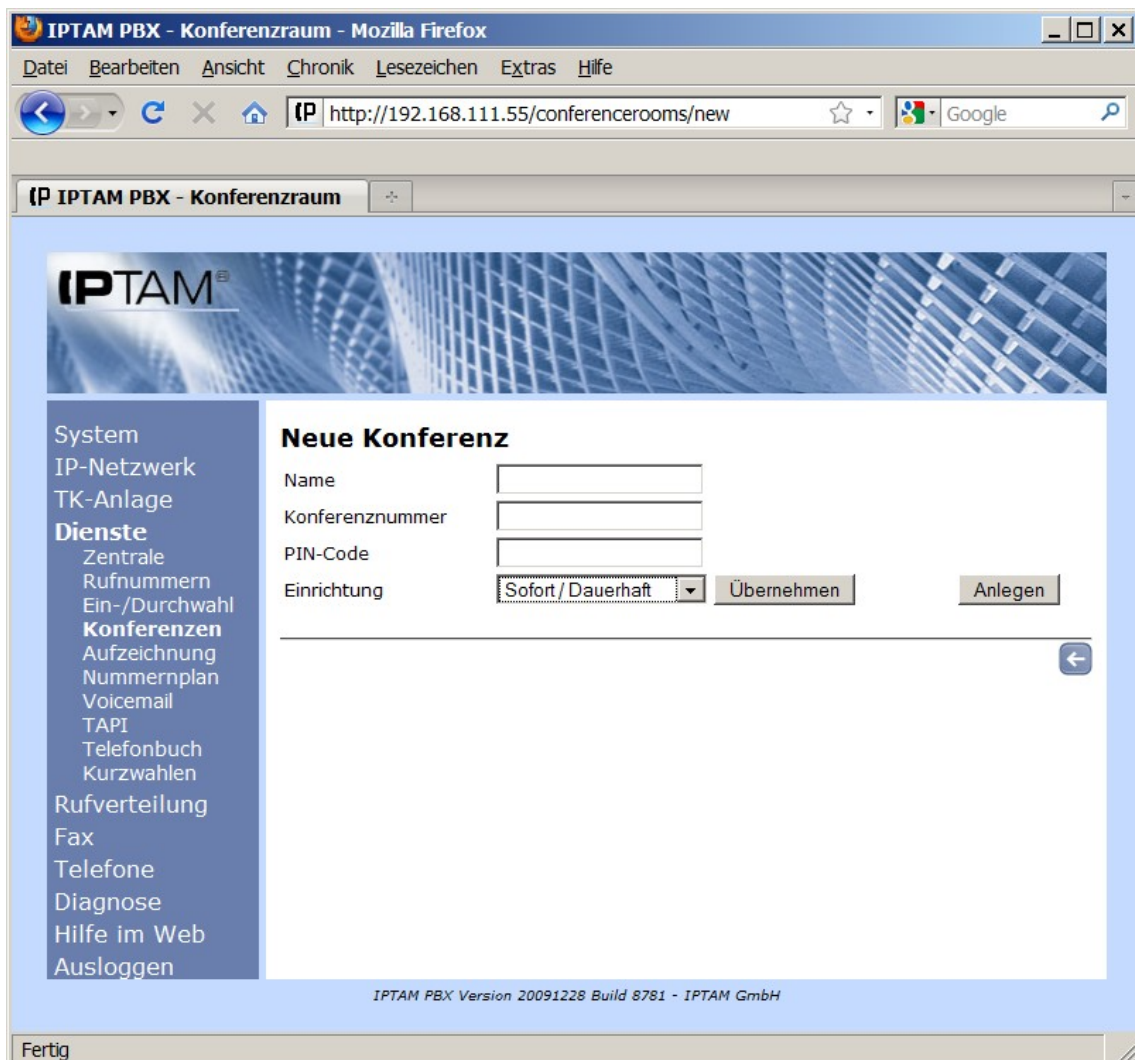 IPTAM PBX - Konferenzraum - Mozilla Firefox
Datei Bearbeiten Ansicht Chronik Lesezeichen Extras Hilfe
(P http://192.168.111.55/conferencerooms/new Google
(P IPTAM PBX - Konferenzraum
IPTAM®
System
IP-Netzwerk
TK-Anlage
Dienste
Zentrale
Rufnummern
Ein-/Durchwahl
Konferenzen
Aufzeichnung
Nummernplan
Voicemail
TAPI
Telefonbuch
Kurzwahlen
Rufverteilung
Fax
Telefone
Diagnose
Hilfe im Web
Ausloggen
Neue Konferenz
Name
Konferenznummer
PIN-Code
Einrichtung Sofort / Dauerhaft Übernehmen Anlegen
IPTAM PBX Version 20091228 Build 8781 - IPTAM GmbH
Fertig